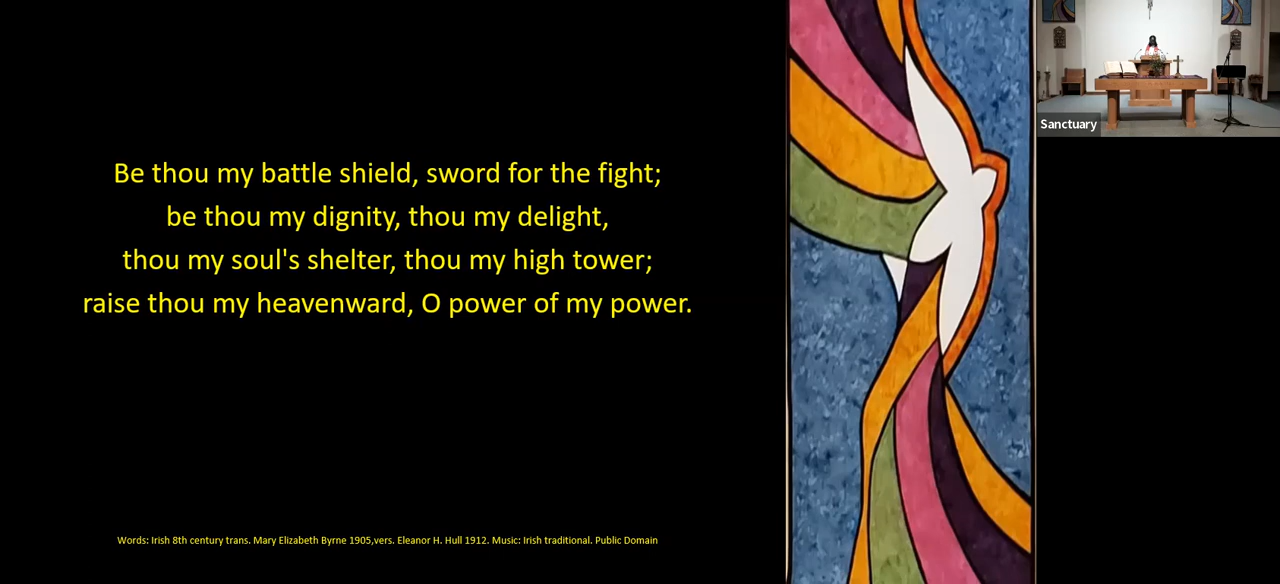 Be thou my battle shield, sword for the fight;
be thou my dignity, thou my delight,
thou my soul's shelter, thou my high tower;
raise thou my heavenward, O power of my power.
Words: Irish 8th century trans. Mary Elizabeth Byrne 1905,vers. Eleanor H. Hull 1912. Music: Irish traditional. Public Domain
Sanctuary